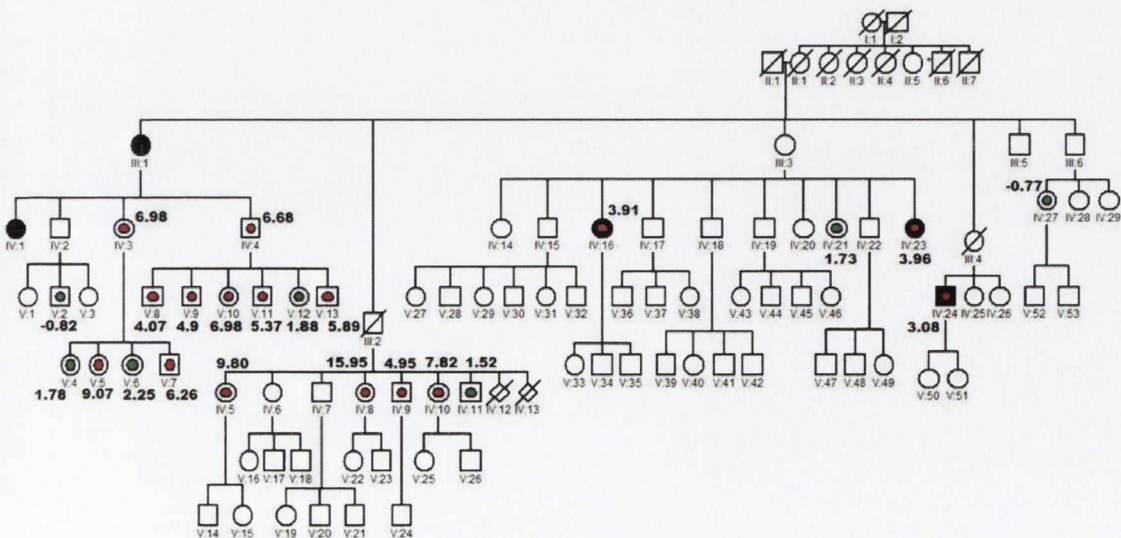 I:1 I:2
II:1 II:1 II:2 II:3 II:4 II:5 II:6 II:7
III:1 III:3 III:5 III:6
6.98 6.68 3.91 -0.77
IV:1 IV:2 IV:3 IV:4 IV:14 IV:15 IV:16 IV:17 IV:18 IV:19 IV:20 IV:21 IV:22 IV:23 III:4 IV:27 IV:28 IV:29
1.73 3.96
V:1 V:2 V:3 V:8 V:9 V:10 V:11 V:12 V:13 III:2 V:27 V:28 V:29 V:30 V:31 V:32 V:36 V:37 V:38 V:43 V:44 V:45 V:46 IV:24 IV:25 IV:26 V:52 V:53
-0.82 4.07 4.9 6.98 5.37 1.88 5.89 3.08
9.80 15.95 4.95 7.82 1.52
V:4 V:5 V:6 V:7 V:33 V:34 V:35 V:39 V:40 V:41 V:42 V:47 V:48 V:49 V:50 V:51
1.78 9.07 2.25 6.26
IV:5 IV:6 IV:7 IV:8 IV:9 IV:10 IV:11 IV:12 IV:13
V:16 V:17 V:18 V:22 V:23 V:25 V:26
V:14 V:15 V:19 V:20 V:21 V:24